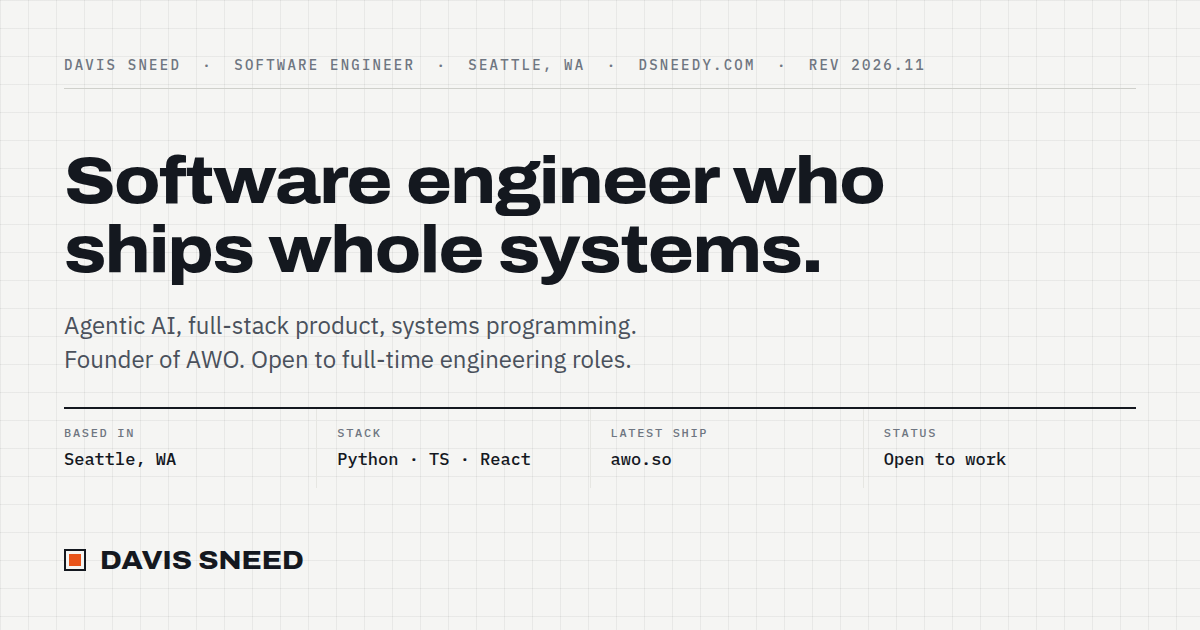 DAVIS SNEED · SOFTWARE ENGINEER · SEATTLE, WA · DSNEEDY.COM · REV 2026.11
Software engineer who
ships whole systems.
Agentic AI, full-stack product, systems programming.
Founder of AWO. Open to full-time engineering roles.
BASED IN
Seattle, WA
STACK
Python · TS · React
LATEST SHIP
awo.so
STATUS
Open to work
DAVIS SNEED